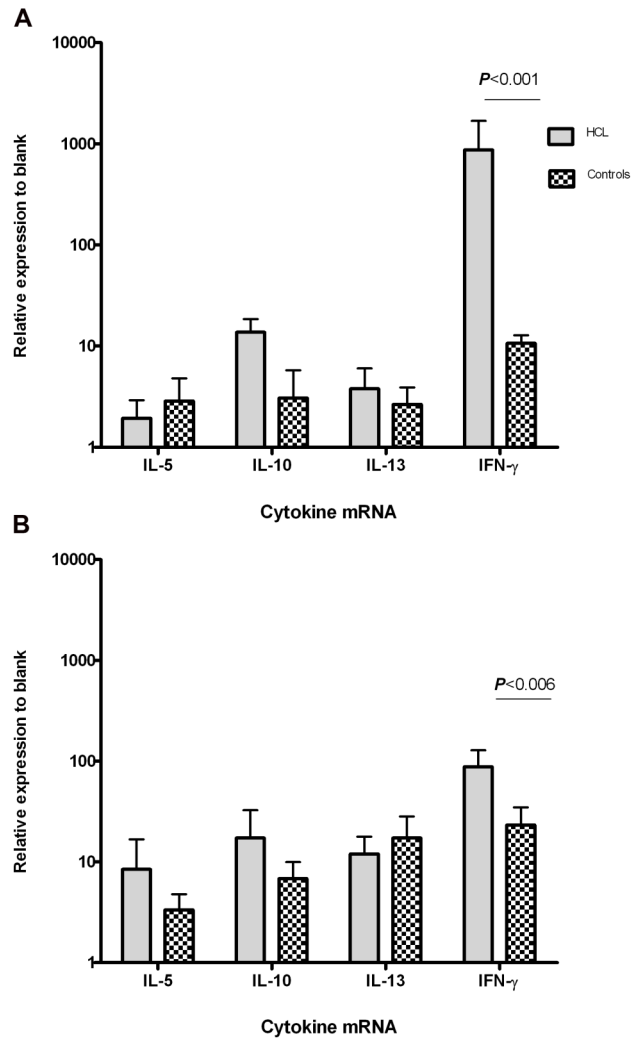 A
10000
1000
100
10
1
Relative expression to blank
P<0.001
HCL
Controls
IL-5 IL-10 IL-13 IFN-γ
Cytokine mRNA
B
10000
1000
100
10
1
Relative expression to blank
P<0.006
IL-5 IL-10 IL-13 IFN-γ
Cytokine mRNA